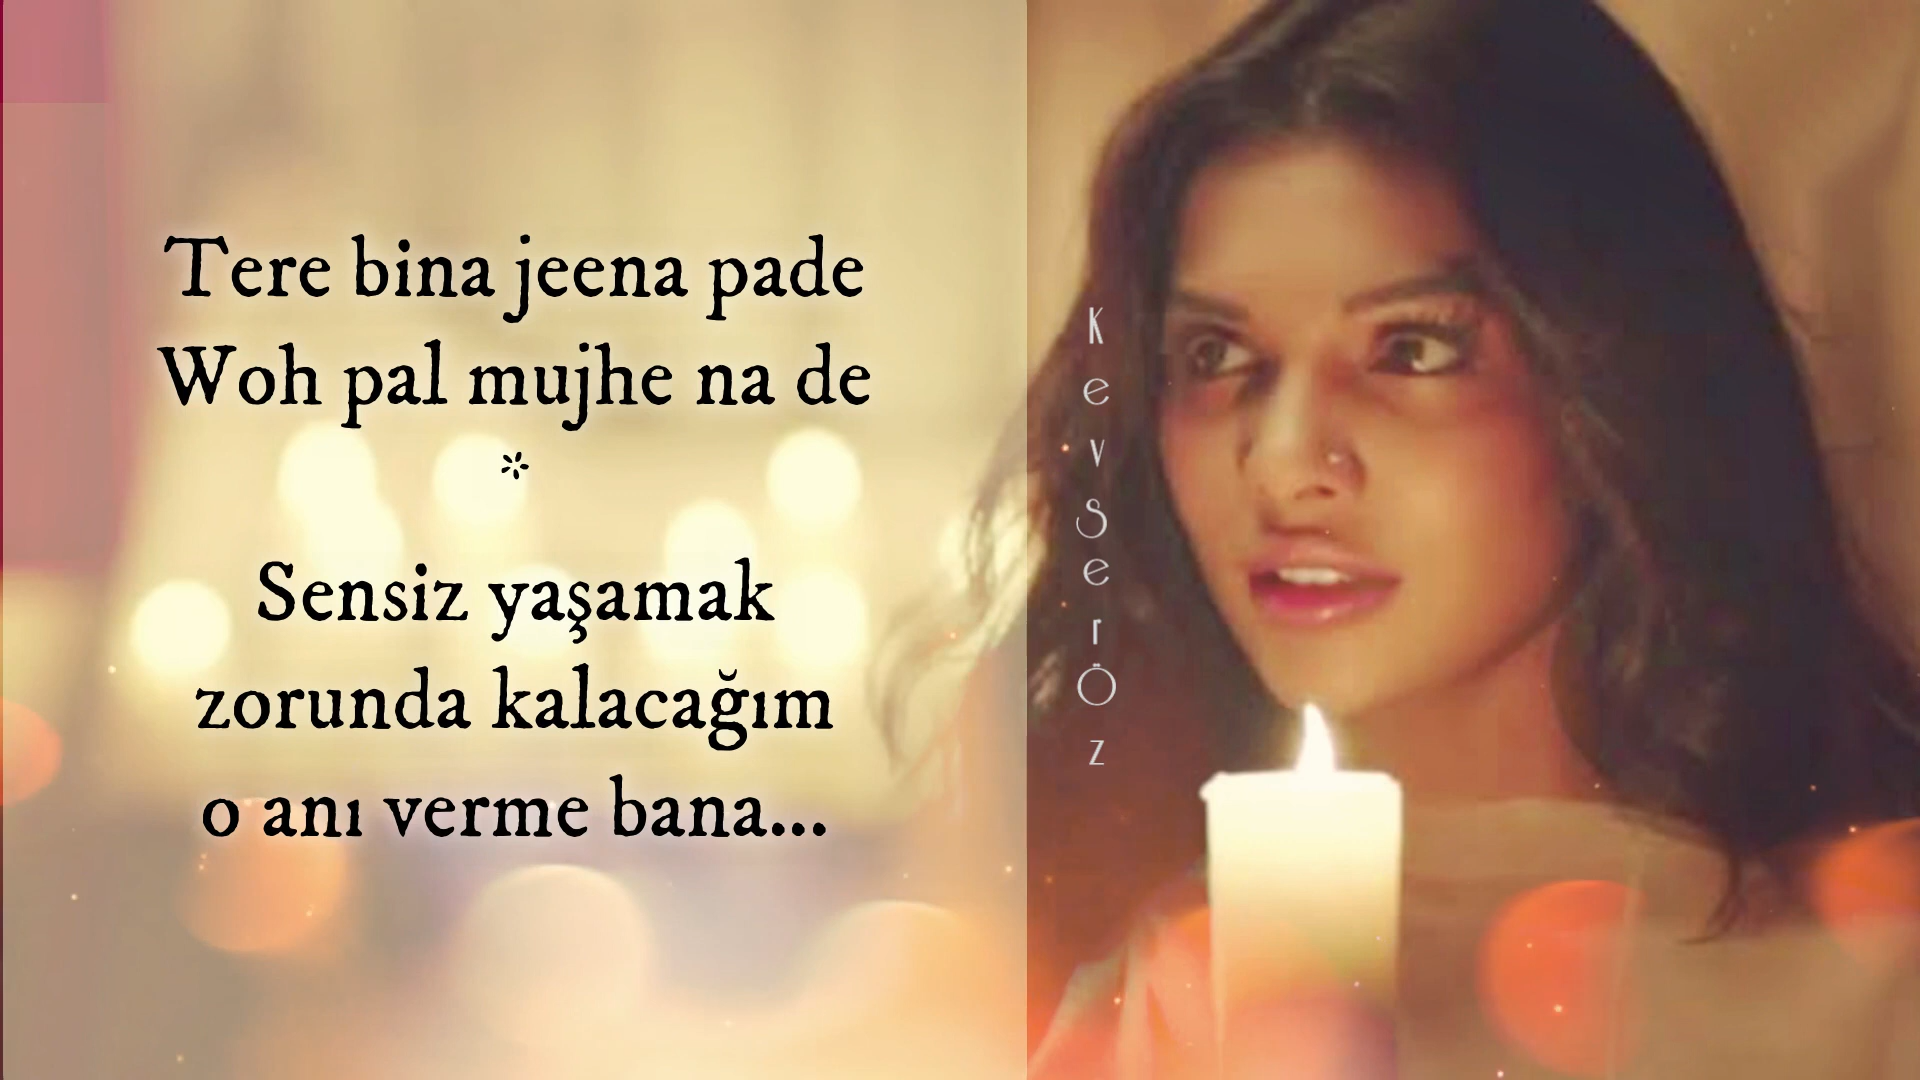 Tere bina jeena pade
Woh pal mujhe na de
*
Sensiz yaşamak
zorunda kalacağım
o anı verme bana...
KevserÖz